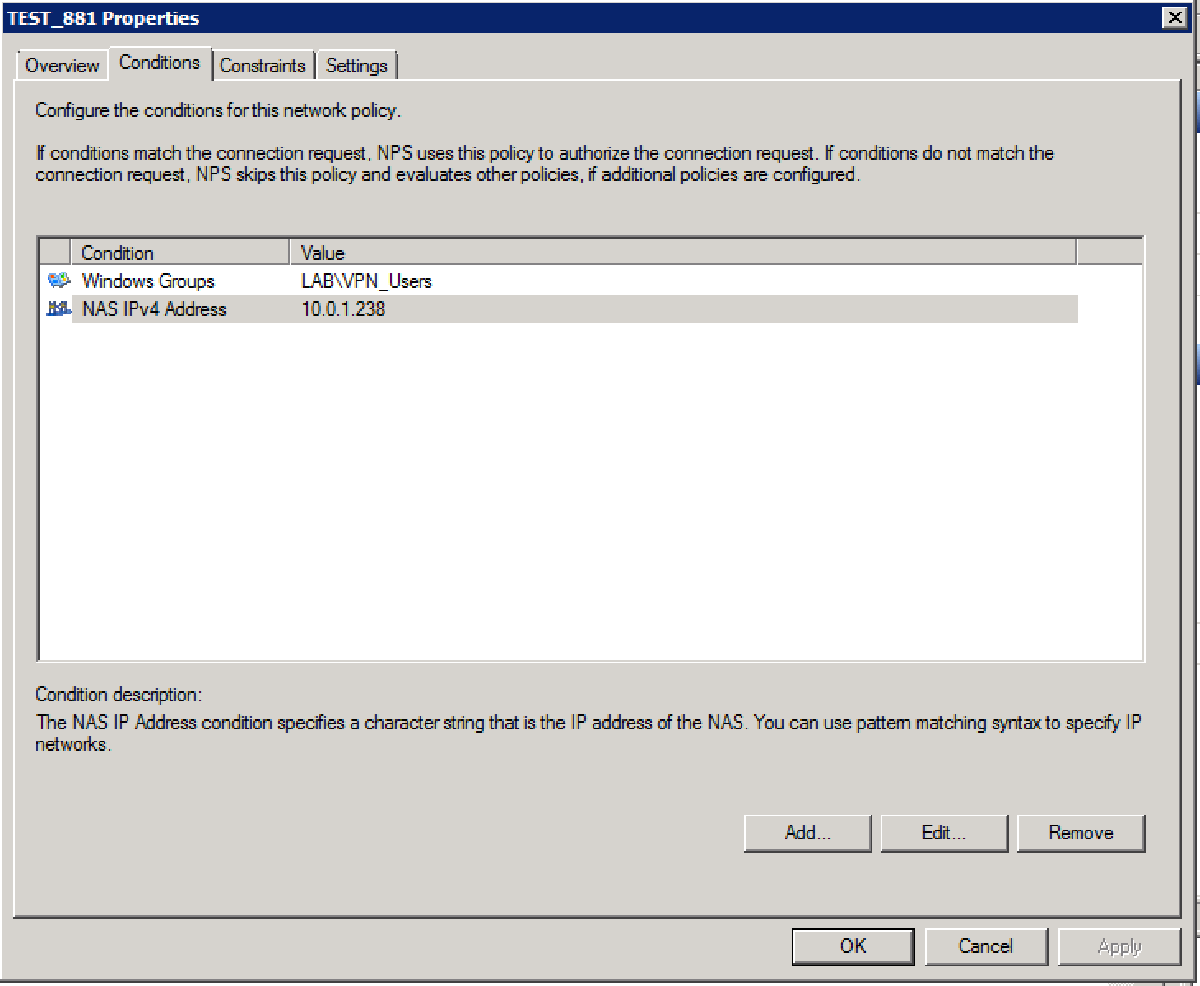 TEST_881 Properties
Overview Conditions Constraints Settings
Configure the conditions for this network policy.
If conditions match the connection request, NPS uses this policy to authorize the connection request. If conditions do not match the
connection request, NPS skips this policy and evaluates other policies, if additional policies are configured.
Condition Value
Windows Groups LAB\VPN_Users
NAS IPv4 Address 10.0.1.238
Condition description:
The NAS IP Address condition specifies a character string that is the IP address of the NAS. You can use pattern matching syntax to specify IP
networks.
Add... Edit... Remove
OK Cancel Apply